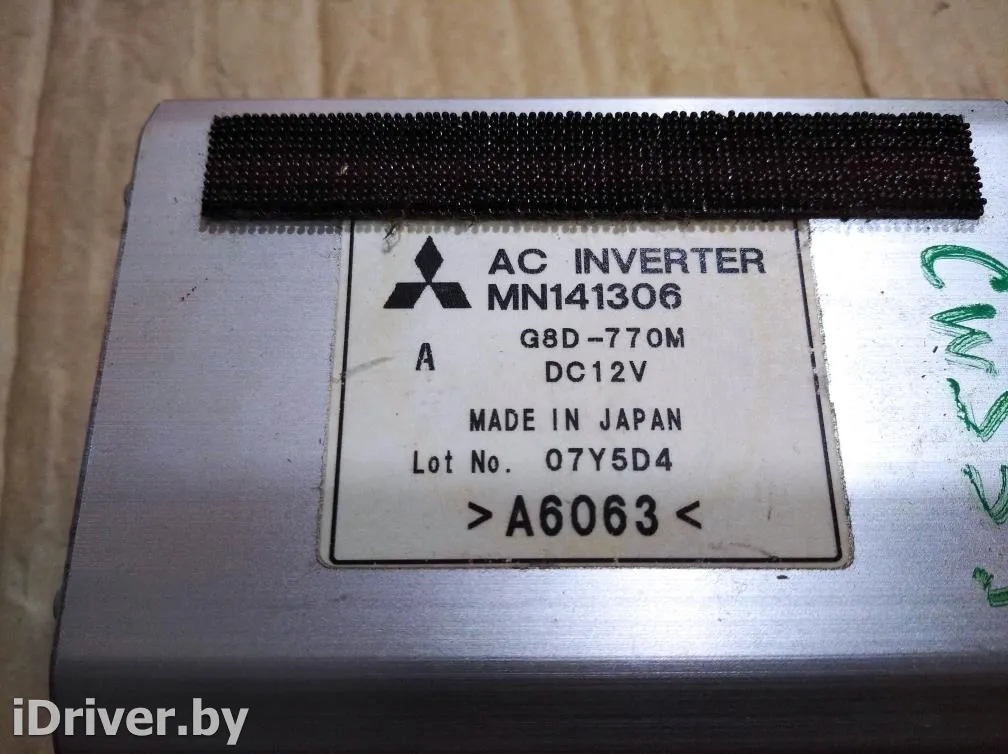 AC INVERTER
MN141306
G8D-770M
A
DC12V
MADE IN JAPAN
Lot No. 07Y5D4
>A6063<
iDriver.by